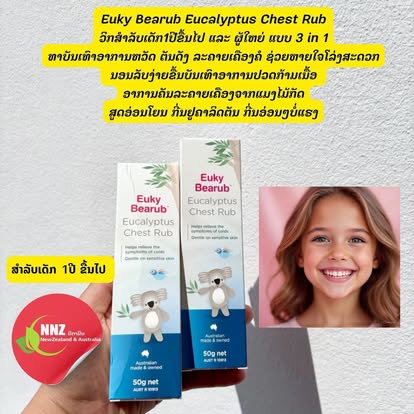 Euky Bearub Eucalyptus Chest Rub
ວິກສຳລັບເດັກ1ປີຂຶ້ນໄປ ແລະ ຜູ້ໃຫຍ່ ແບບ 3 in 1
ທາບັນເທົາອາການຫວັດ ຕັນດັງ ລະຄາຍເຄືອງຄໍ ຊ່ວຍຫາຍໃຈໂລ່ງສະດວກ
ນອນລັບງ່າຍຂຶ້ນບັນເທົາອາການປວດກ້າມເນື້ອ
ອາການຄັນລະຄາຍເຄືອງຈາກແມງໄມ້ກັດ
ສູດອ່ອນໂຍນ ກິ່ນຢູຄາລິດຕັນ ກິ່ນອ່ອນໆບໍ່ແຮງ
Euky
Bearub
Eucalyptus
Chest Rub
Helps relieve the
symptoms of colds
Gentle on sensitive skin
Australian
made & owned
50g net
AUST R 10913
Euky
Bearub
Eucalyptus
Chest Rub
Helps relieve the
symptoms of colds
Gentle on sensitive skin
Australian
made & owned
50g net
AUST R 10913
ສຳລັບເດັກ 1ປີ ຂຶ້ນໄປ
NNZ
NewZealand & Australia